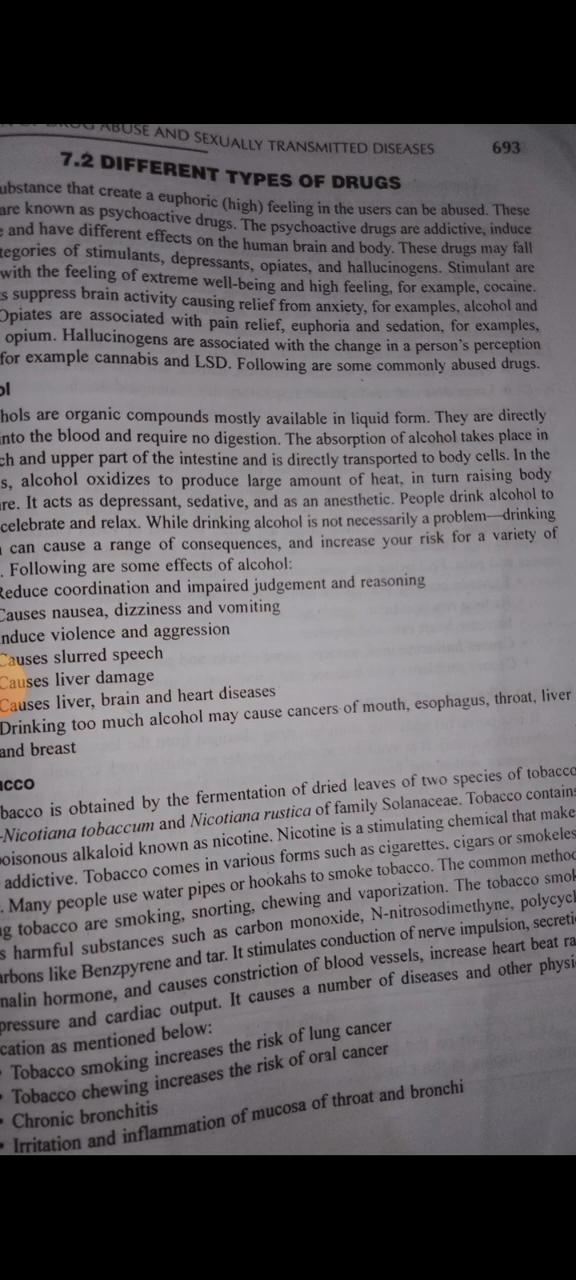 ABUSE AND SEXUALLY TRANSMITTED DISEASES 693
7.2 DIFFERENT TYPES OF DRUGS
ubstance that create a euphoric (high) feeling in the users can be abused. These
are known as psychoactive drugs. The psychoactive drugs are addictive, induce
and have different effects on the human brain and body. These drugs may fall
tegories of stimulants, depressants, opiates, and hallucinogens. Stimulant are
with the feeling of extreme well-being and high feeling, for example, cocaine.
s suppress brain activity causing relief from anxiety, for examples, alcohol and
Opiates are associated with pain relief, euphoria and sedation, for examples,
opium. Hallucinogens are associated with the change in a person's perception
for example cannabis and LSD. Following are some commonly abused drugs.
ol
hols are organic compounds mostly available in liquid form. They are directly
into the blood and require no digestion. The absorption of alcohol takes place in
ch and upper part of the intestine and is directly transported to body cells. In the
s, alcohol oxidizes to produce large amount of heat, in turn raising body
re. It acts as depressant, sedative, and as an anesthetic. People drink alcohol to
celebrate and relax. While drinking alcohol is not necessarily a problem—drinking
can cause a range of consequences, and increase your risk for a variety of
. Following are some effects of alcohol:
Reduce coordination and impaired judgement and reasoning
Causes nausea, dizziness and vomiting
nduce violence and aggression
Causes slurred speech
Causes liver damage
Causes liver, brain and heart diseases
Drinking too much alcohol may cause cancers of mouth, esophagus, throat, liver
and breast
acco
bacco is obtained by the fermentation of dried leaves of two species of tobacco
-Nicotiana tobaccum and Nicotiana rustica of family Solanaceae. Tobacco contains
poisonous alkaloid known as nicotine. Nicotine is a stimulating chemical that make
addictive. Tobacco comes in various forms such as cigarettes, cigars or smokeles
. Many people use water pipes or hookahs to smoke tobacco. The common method
ng tobacco are smoking, snorting, chewing and vaporization. The tobacco smok
s harmful substances such as carbon monoxide, N-nitrosodimethyne, polycycl
arbons like Benzpyrene and tar. It stimulates conduction of nerve impulsion, secreti
nalin hormone, and causes constriction of blood vessels, increase heart beat ra
pressure and cardiac output. It causes a number of diseases and other physi
cation as mentioned below:
• Tobacco smoking increases the risk of lung cancer
• Tobacco chewing increases the risk of oral cancer
• Chronic bronchitis
• Irritation and inflammation of mucosa of throat and bronchi